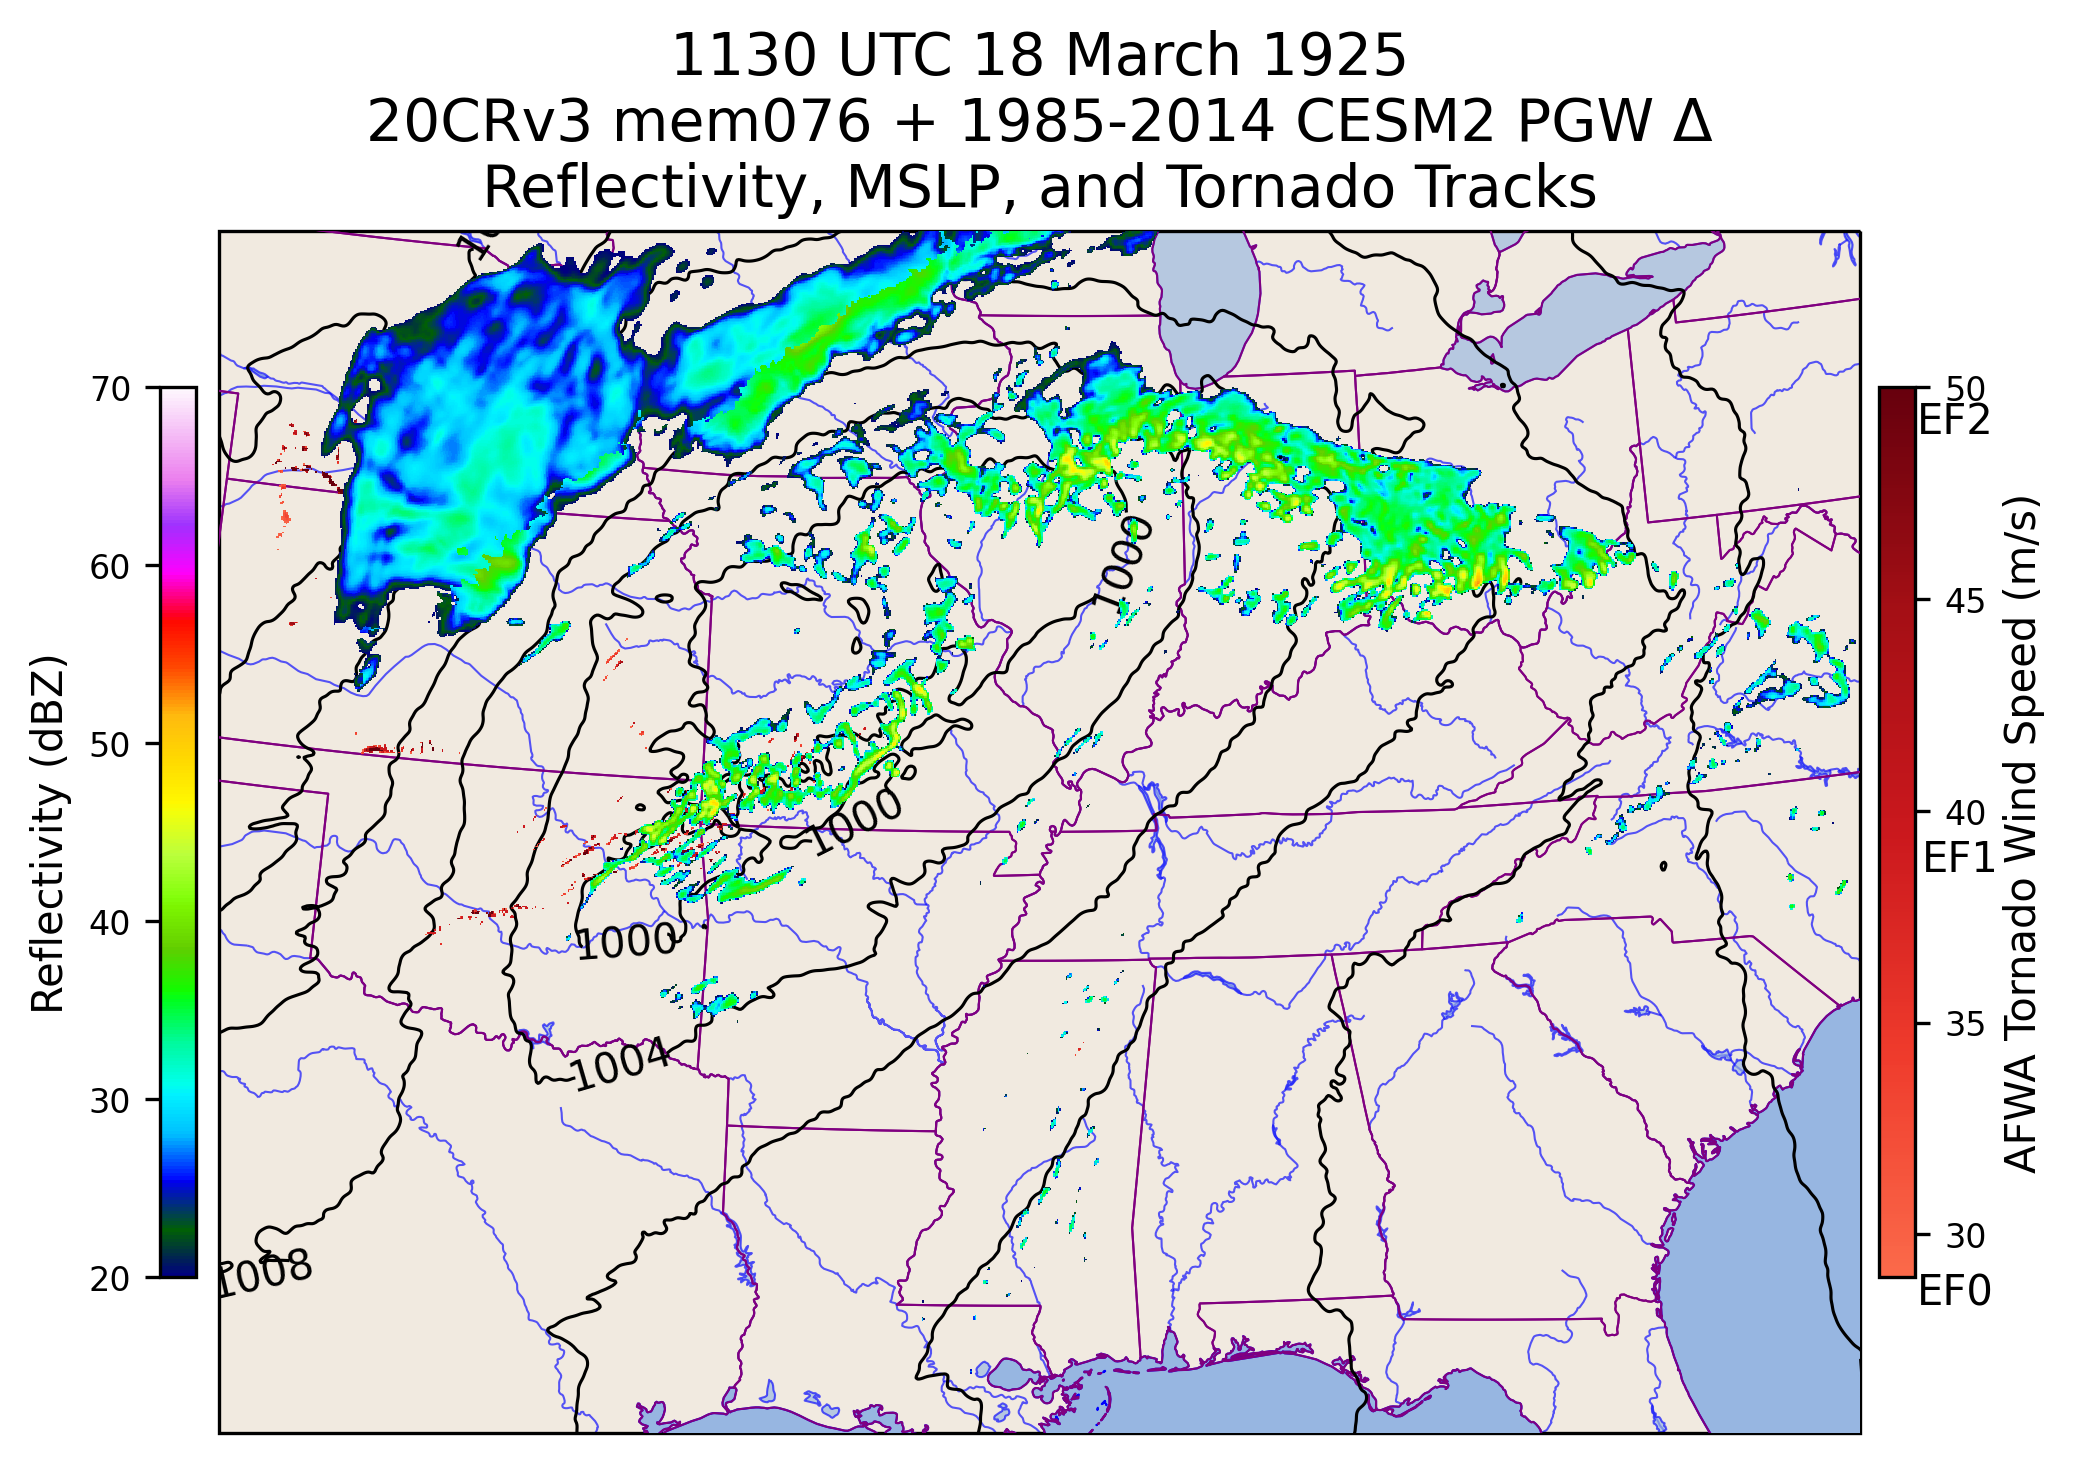 1130 UTC 18 March 1925
20CRv3 mem076 + 1985-2014 CESM2 PGW Δ
Reflectivity, MSLP, and Tornado Tracks
70
60
50
40
30
20
Reflectivity (dBZ)
1000
1000
1000
1004
1008
50
EF2
45
40
EF1
35
30
EF0
AFWA Tornado Wind Speed (m/s)